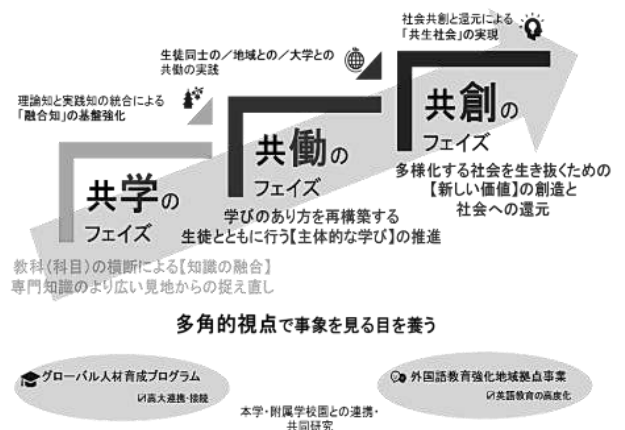 社会共創と還元による
「共生社会」の実現
生徒同士の／地域との／大学との
共働の実践
理論知と実践知の統合による
「融合知」の基盤強化
共創の
フェイズ
共働の
フェイズ
共学の
フェイズ
多様化する社会を生き抜くための
【新しい価値】の創造と
社会への還元
学びのあり方を再構築する
生徒とともに行う【主体的な学び】の推進
教科(科目)の横断による【知識の融合】
専門知識のより広い見地からの捉え直し
多角的視点で事象を見る目を養う
グローバル人材育成プログラム
☑高大連携・接続
外国語教育強化地域拠点事業
☑英語教育の高度化
本学・附属学校園との連携・
共同研究